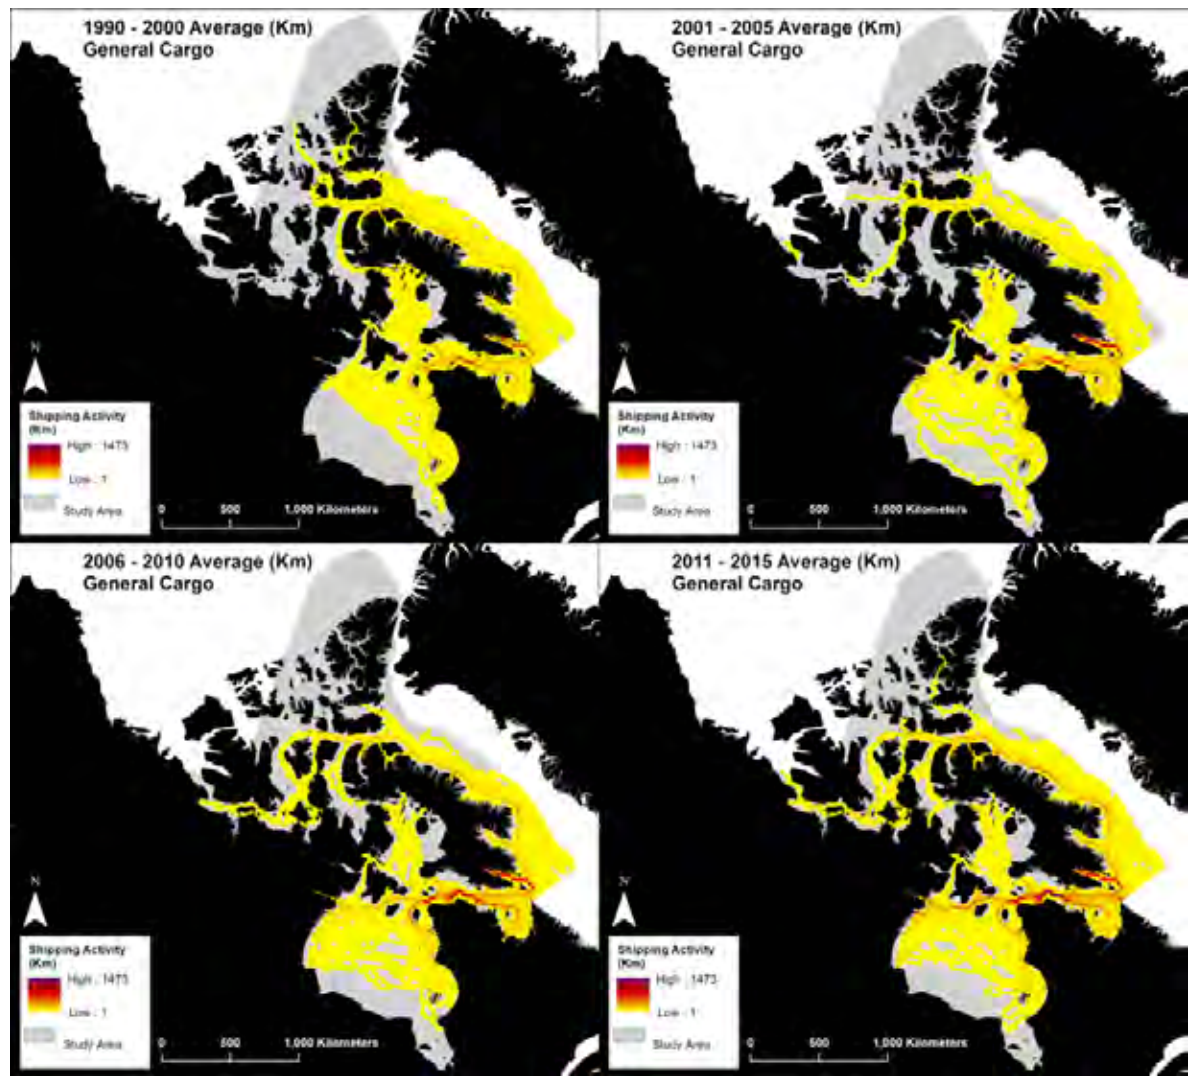 1990 - 2000 Average (Km)
General Cargo
N
Shipping Activity
(Km)
High : 1473
Low : 1
Study Area
0 500 1,000 Kilometers
2001 - 2005 Average (Km)
General Cargo
N
Shipping Activity
(Km)
High : 1473
Low : 1
Study Area
0 500 1,000 Kilometers
2006 - 2010 Average (Km)
General Cargo
N
Shipping Activity
(Km)
High : 1473
Low : 1
Study Area
0 500 1,000 Kilometers
2011 - 2015 Average (Km)
General Cargo
N
Shipping Activity
(Km)
High : 1473
Low : 1
Study Area
0 500 1,000 Kilometers